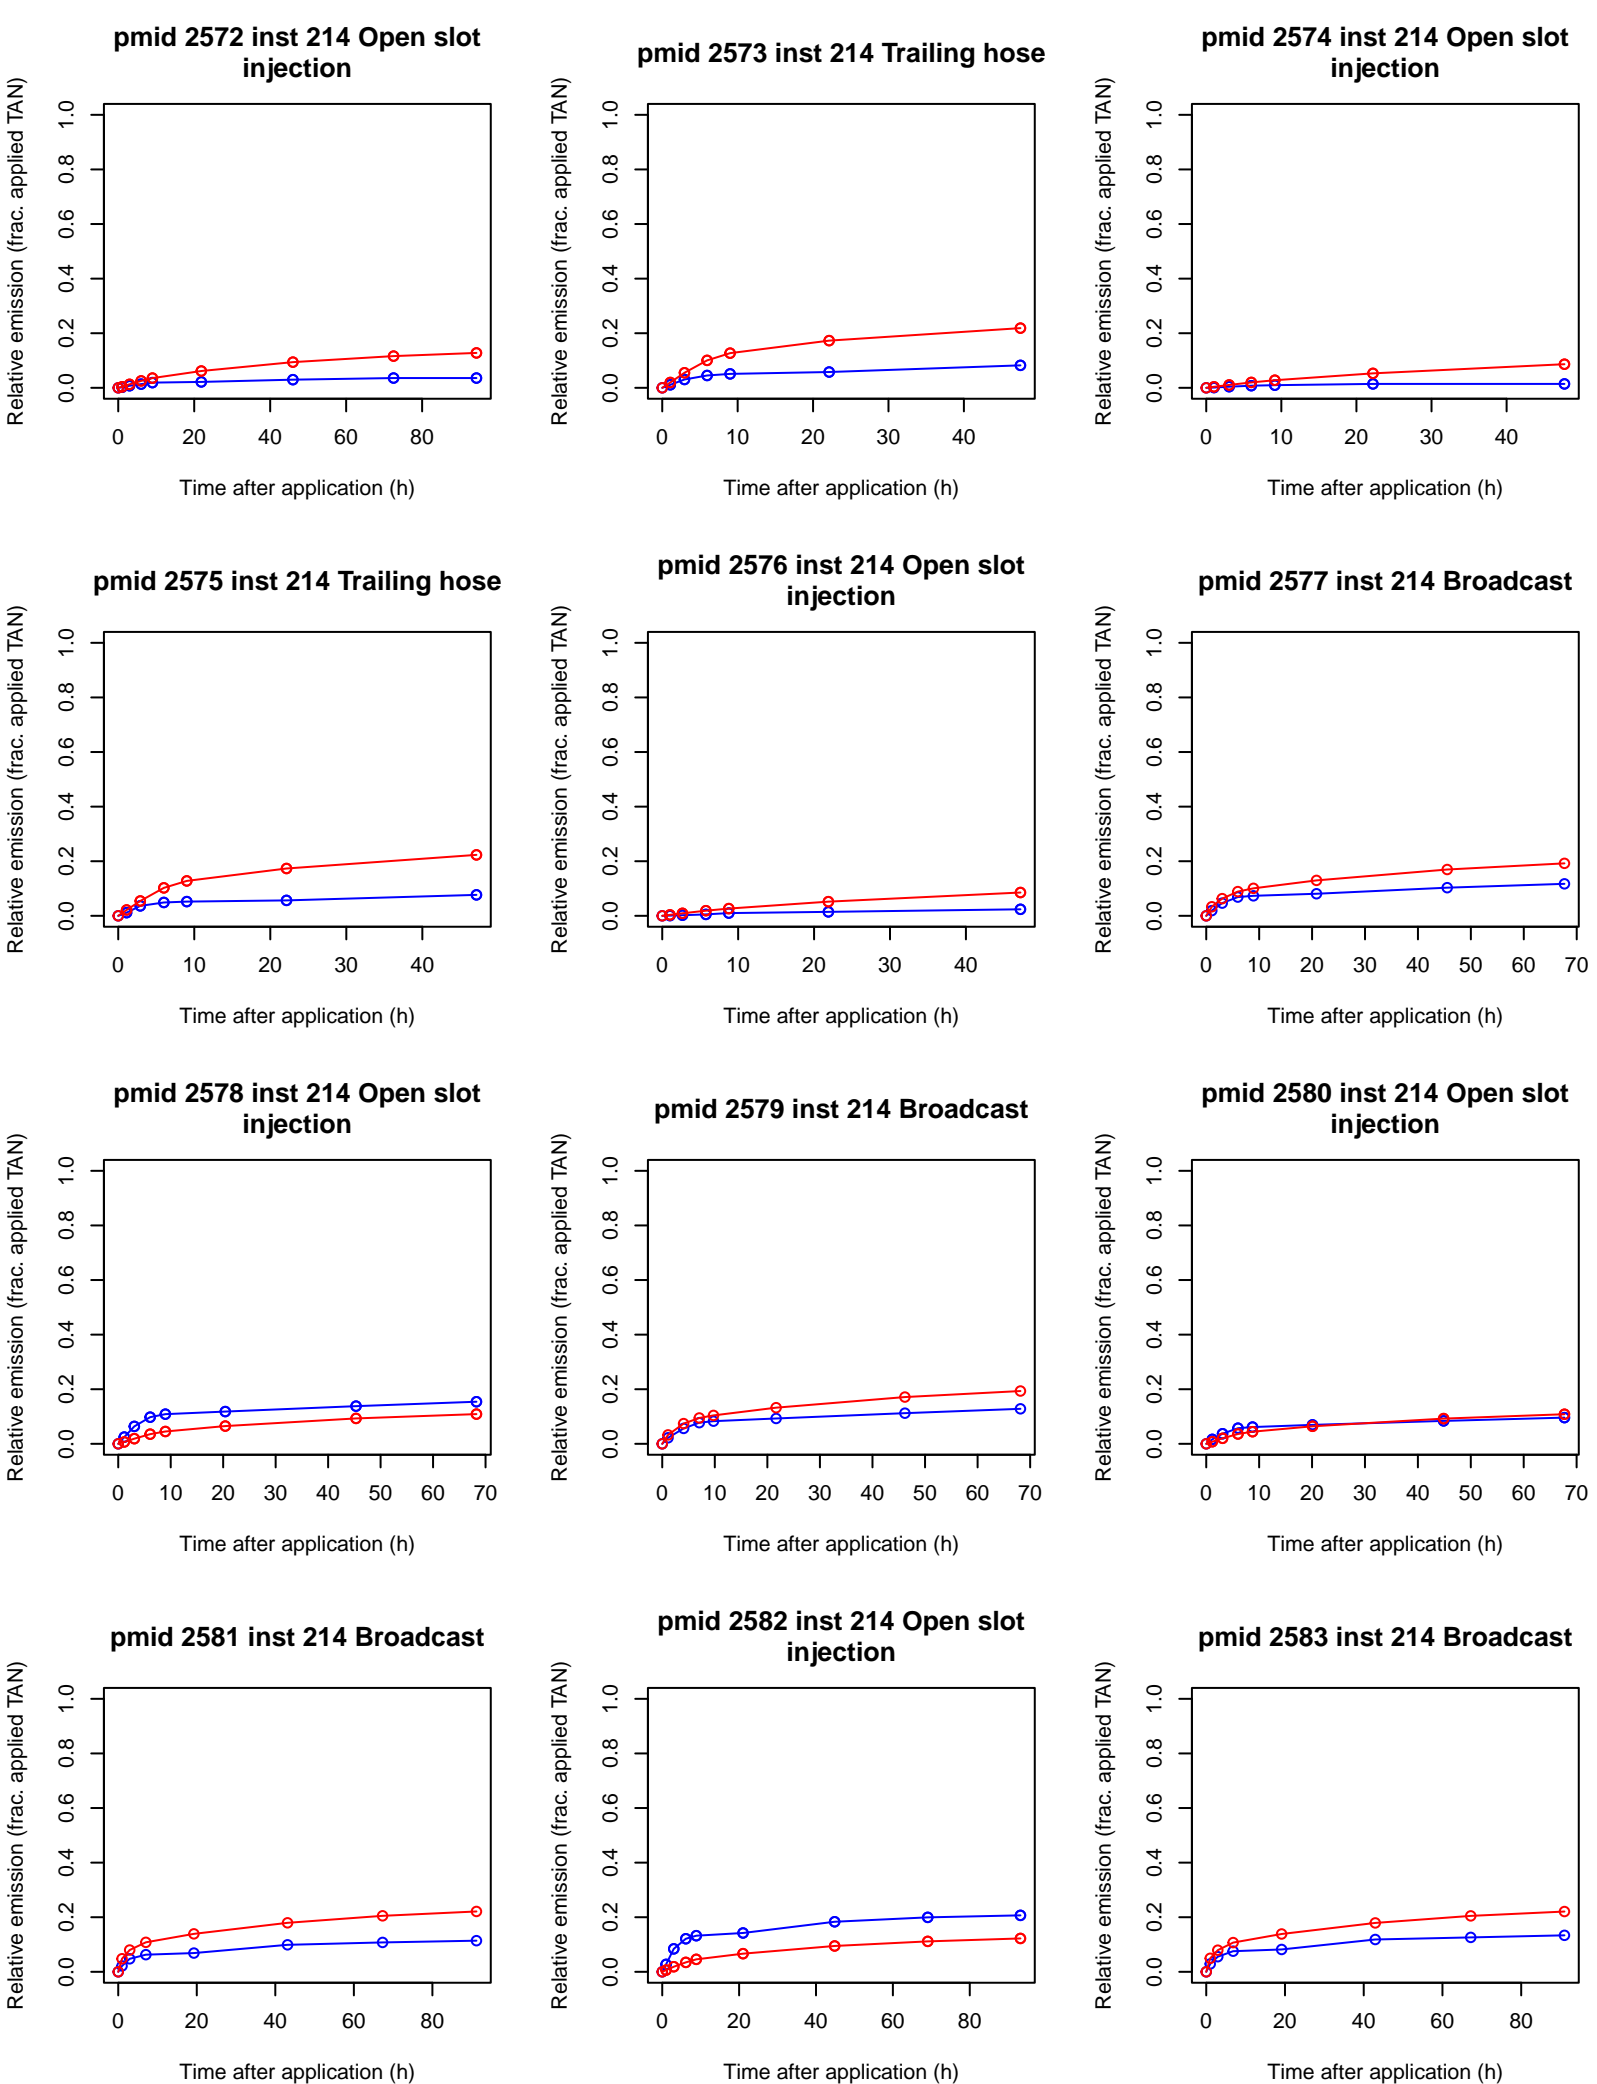 pmid 2572 inst 214 Open slot
injection
Relative emission (frac. applied TAN)
0.0 0.2 0.4 0.6 0.8 1.0
0 20 40 60 80
Time after application (h)
pmid 2573 inst 214 Trailing hose
Relative emission (frac. applied TAN)
0.0 0.2 0.4 0.6 0.8 1.0
0 10 20 30 40
Time after application (h)
pmid 2574 inst 214 Open slot
injection
Relative emission (frac. applied TAN)
0.0 0.2 0.4 0.6 0.8 1.0
0 10 20 30 40
Time after application (h)
pmid 2575 inst 214 Trailing hose
Relative emission (frac. applied TAN)
0.0 0.2 0.4 0.6 0.8 1.0
0 10 20 30 40
Time after application (h)
pmid 2576 inst 214 Open slot
injection
Relative emission (frac. applied TAN)
0.0 0.2 0.4 0.6 0.8 1.0
0 10 20 30 40
Time after application (h)
pmid 2577 inst 214 Broadcast
Relative emission (frac. applied TAN)
0.0 0.2 0.4 0.6 0.8 1.0
0 10 20 30 40 50 60 70
Time after application (h)
pmid 2578 inst 214 Open slot
injection
Relative emission (frac. applied TAN)
0.0 0.2 0.4 0.6 0.8 1.0
0 10 20 30 40 50 60 70
Time after application (h)
pmid 2579 inst 214 Broadcast
Relative emission (frac. applied TAN)
0.0 0.2 0.4 0.6 0.8 1.0
0 10 20 30 40 50 60 70
Time after application (h)
pmid 2580 inst 214 Open slot
injection
Relative emission (frac. applied TAN)
0.0 0.2 0.4 0.6 0.8 1.0
0 10 20 30 40 50 60 70
Time after application (h)
pmid 2581 inst 214 Broadcast
Relative emission (frac. applied TAN)
0.0 0.2 0.4 0.6 0.8 1.0
0 20 40 60 80
Time after application (h)
pmid 2582 inst 214 Open slot
injection
Relative emission (frac. applied TAN)
0.0 0.2 0.4 0.6 0.8 1.0
0 20 40 60 80
Time after application (h)
pmid 2583 inst 214 Broadcast
Relative emission (frac. applied TAN)
0.0 0.2 0.4 0.6 0.8 1.0
0 20 40 60 80
Time after application (h)